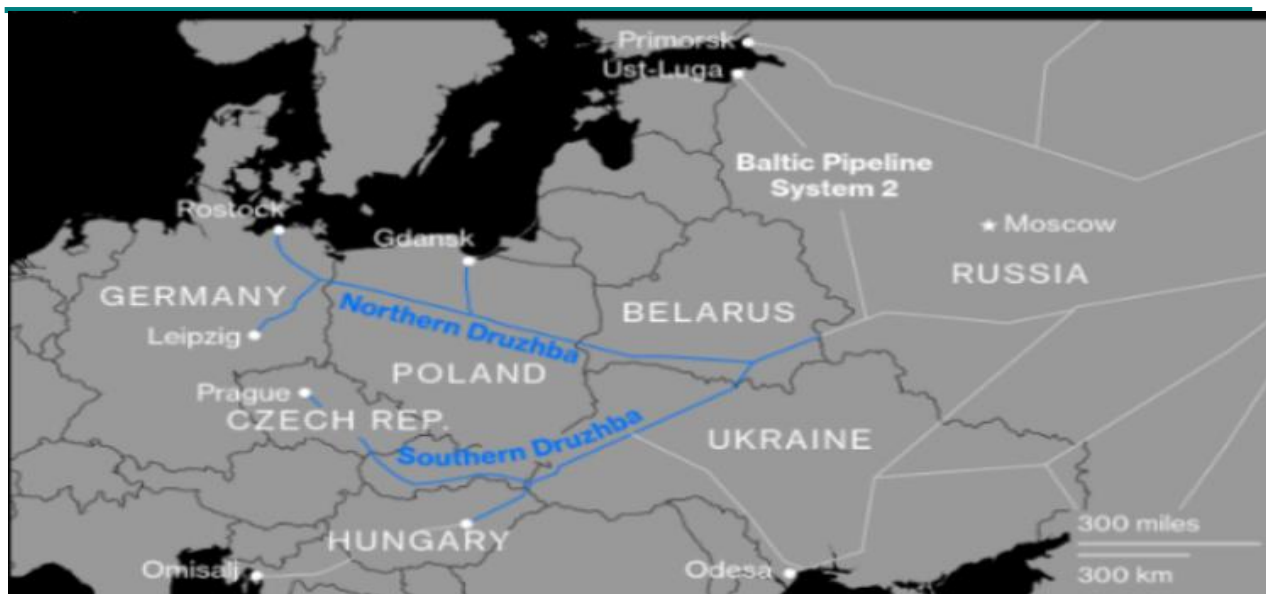 Primorsk
Ust-Luga
Baltic Pipeline
System 2
Moscow
RUSSIA
Rostock
Gdansk
GERMANY
BELARUS
Northern Druzhba
Leipzig
POLAND
Prague
CZECH REP.
Southern Druzhba
UKRAINE
HUNGARY
300 miles
Omisalj
Odesa
300 km